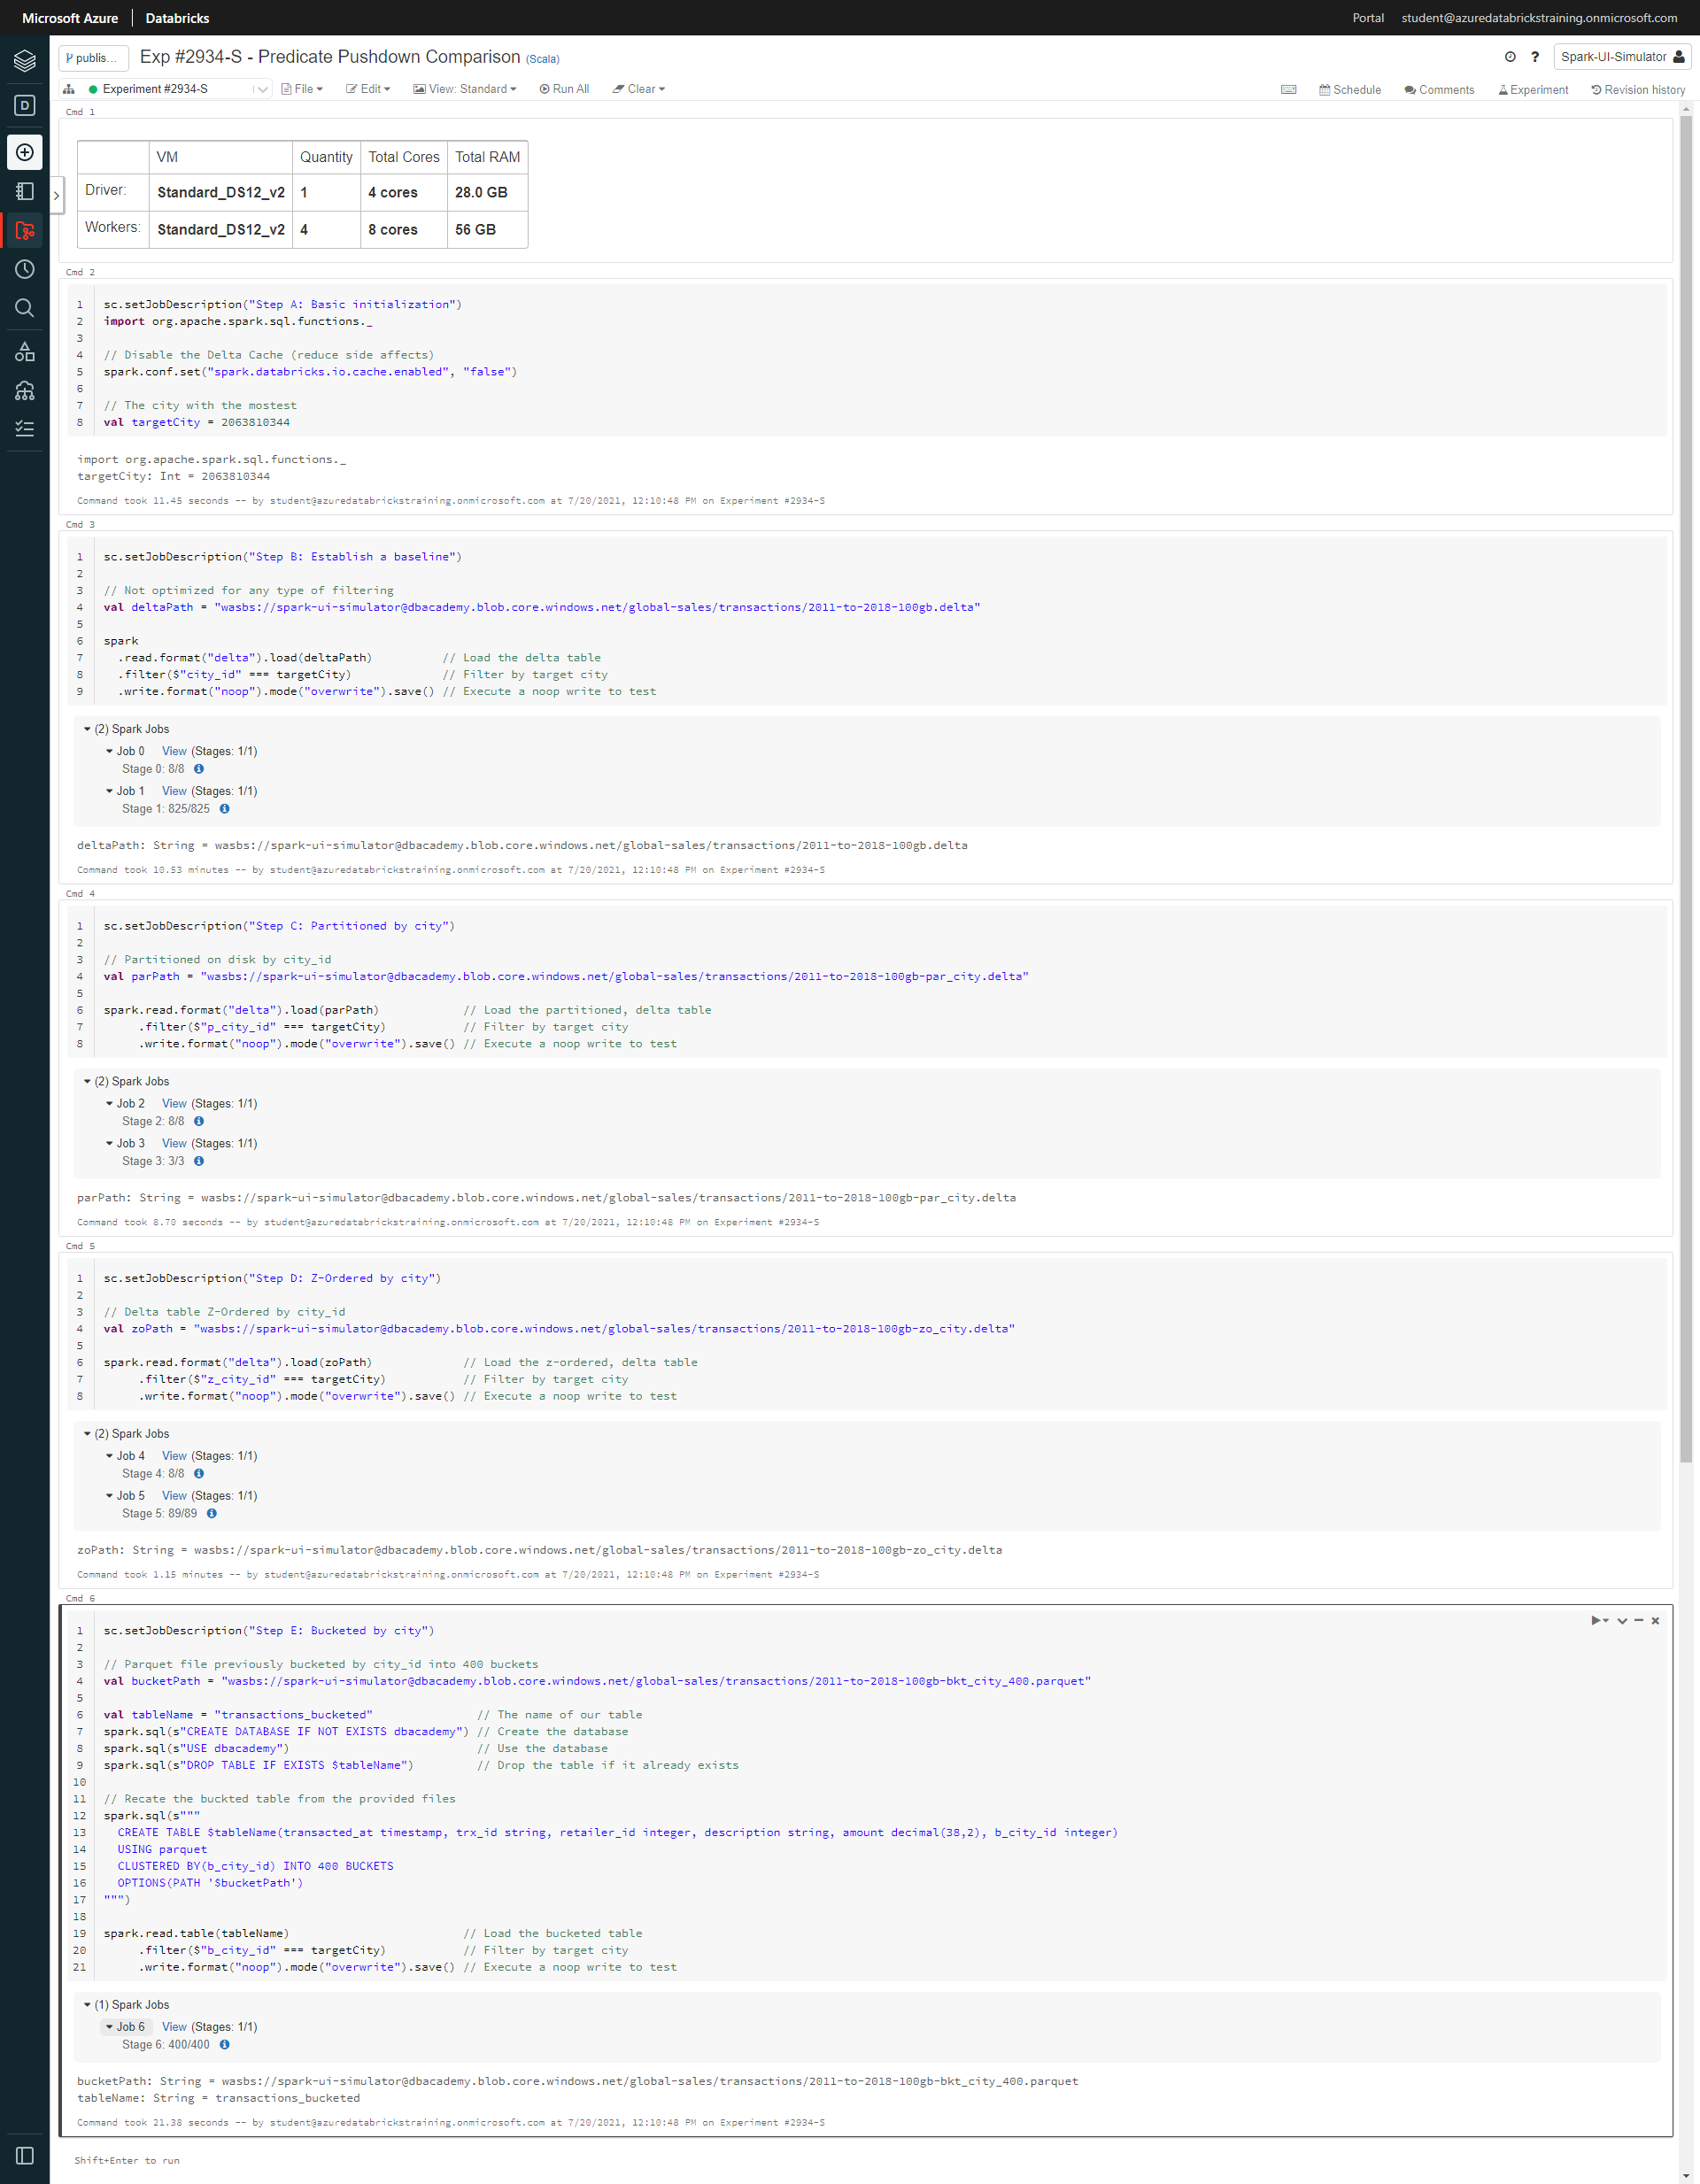 Microsoft Azure | Databricks
Portal student@azuredatabrickstraining.onmicrosoft.com
publis...
Exp #2934-S - Predicate Pushdown Comparison (Scala)
? Spark-UI-Simulator
Experiment #2934-S File Edit View: Standard Run All Clear
Schedule Comments Experiment Revision history
D
Cmd 1
VM Quantity Total Cores Total RAM
Driver: Standard_DS12_v2 1 4 cores 28.0 GB
Workers: Standard_DS12_v2 4 8 cores 56 GB
Cmd 2
1 sc.setJobDescription("Step A: Basic initialization")
2 import org.apache.spark.sql.functions._
3
4 // Disable the Delta Cache (reduce side affects)
5 spark.conf.set("spark.databricks.io.cache.enabled", "false")
6
7 // The city with the mostest
8 val targetCity = 2063810344
import org.apache.spark.sql.functions._
targetCity: Int = 2063810344
Command took 11.45 seconds -- by student@azuredatabrickstraining.onmicrosoft.com at 7/20/2021, 12:10:48 PM on Experiment #2934-S
Cmd 3
1 sc.setJobDescription("Step B: Establish a baseline")
2
3 // Not optimized for any type of filtering
4 val deltaPath = "wasbs://spark-ui-simulator@dbacademy.blob.core.windows.net/global-sales/transactions/2011-to-2018-100gb.delta"
5
6 spark
7 .read.format("delta").load(deltaPath) // Load the delta table
8 .filter($"city_id" === targetCity) // Filter by target city
9 .write.format("noop").mode("overwrite").save() // Execute a noop write to test
(2) Spark Jobs
Job 0 View (Stages: 1/1)
Stage 0: 8/8
Job 1 View (Stages: 1/1)
Stage 1: 825/825
deltaPath: String = wasbs://spark-ui-simulator@dbacademy.blob.core.windows.net/global-sales/transactions/2011-to-2018-100gb.delta
Command took 10.53 minutes -- by student@azuredatabrickstraining.onmicrosoft.com at 7/20/2021, 12:10:48 PM on Experiment #2934-S
Cmd 4
1 sc.setJobDescription("Step C: Partitioned by city")
2
3 // Partitioned on disk by city_id
4 val parPath = "wasbs://spark-ui-simulator@dbacademy.blob.core.windows.net/global-sales/transactions/2011-to-2018-100gb-par_city.delta"
5
6 spark.read.format("delta").load(parPath) // Load the partitioned, delta table
7 .filter($"p_city_id" === targetCity) // Filter by target city
8 .write.format("noop").mode("overwrite").save() // Execute a noop write to test
(2) Spark Jobs
Job 2 View (Stages: 1/1)
Stage 2: 8/8
Job 3 View (Stages: 1/1)
Stage 3: 3/3
parPath: String = wasbs://spark-ui-simulator@dbacademy.blob.core.windows.net/global-sales/transactions/2011-to-2018-100gb-par_city.delta
Command took 8.70 seconds -- by student@azuredatabrickstraining.onmicrosoft.com at 7/20/2021, 12:10:48 PM on Experiment #2934-S
Cmd 5
1 sc.setJobDescription("Step D: Z-Ordered by city")
2
3 // Delta table Z-Ordered by city_id
4 val zoPath = "wasbs://spark-ui-simulator@dbacademy.blob.core.windows.net/global-sales/transactions/2011-to-2018-100gb-zo_city.delta"
5
6 spark.read.format("delta").load(zoPath) // Load the z-ordered, delta table
7 .filter($"z_city_id" === targetCity) // Filter by target city
8 .write.format("noop").mode("overwrite").save() // Execute a noop write to test
(2) Spark Jobs
Job 4 View (Stages: 1/1)
Stage 4: 8/8
Job 5 View (Stages: 1/1)
Stage 5: 89/89
zoPath: String = wasbs://spark-ui-simulator@dbacademy.blob.core.windows.net/global-sales/transactions/2011-to-2018-100gb-zo_city.delta
Command took 1.15 minutes -- by student@azuredatabrickstraining.onmicrosoft.com at 7/20/2021, 12:10:48 PM on Experiment #2934-S
Cmd 6
1 sc.setJobDescription("Step E: Bucketed by city")
2
3 // Parquet file previously bucketed by city_id into 400 buckets
4 val bucketPath = "wasbs://spark-ui-simulator@dbacademy.blob.core.windows.net/global-sales/transactions/2011-to-2018-100gb-bkt_city_400.parquet"
5
6 val tableName = "transactions_bucketed" // The name of our table
7 spark.sql(s"CREATE DATABASE IF NOT EXISTS dbacademy") // Create the database
8 spark.sql(s"USE dbacademy") // Use the database
9 spark.sql(s"DROP TABLE IF EXISTS $tableName") // Drop the table if it already exists
10
11 // Recate the buckted table from the provided files
12 spark.sql(s"""
13 CREATE TABLE $tableName(transacted_at timestamp, trx_id string, retailer_id integer, description string, amount decimal(38,2), b_city_id integer)
14 USING parquet
15 CLUSTERED BY(b_city_id) INTO 400 BUCKETS
16 OPTIONS(PATH '$bucketPath')
17 """)
18
19 spark.read.table(tableName) // Load the bucketed table
20 .filter($"b_city_id" === targetCity) // Filter by target city
21 .write.format("noop").mode("overwrite").save() // Execute a noop write to test
(1) Spark Jobs
Job 6 View (Stages: 1/1)
Stage 6: 400/400
bucketPath: String = wasbs://spark-ui-simulator@dbacademy.blob.core.windows.net/global-sales/transactions/2011-to-2018-100gb-bkt_city_400.parquet
tableName: String = transactions_bucketed
Command took 21.38 seconds -- by student@azuredatabrickstraining.onmicrosoft.com at 7/20/2021, 12:10:48 PM on Experiment #2934-S
Shift+Enter to run